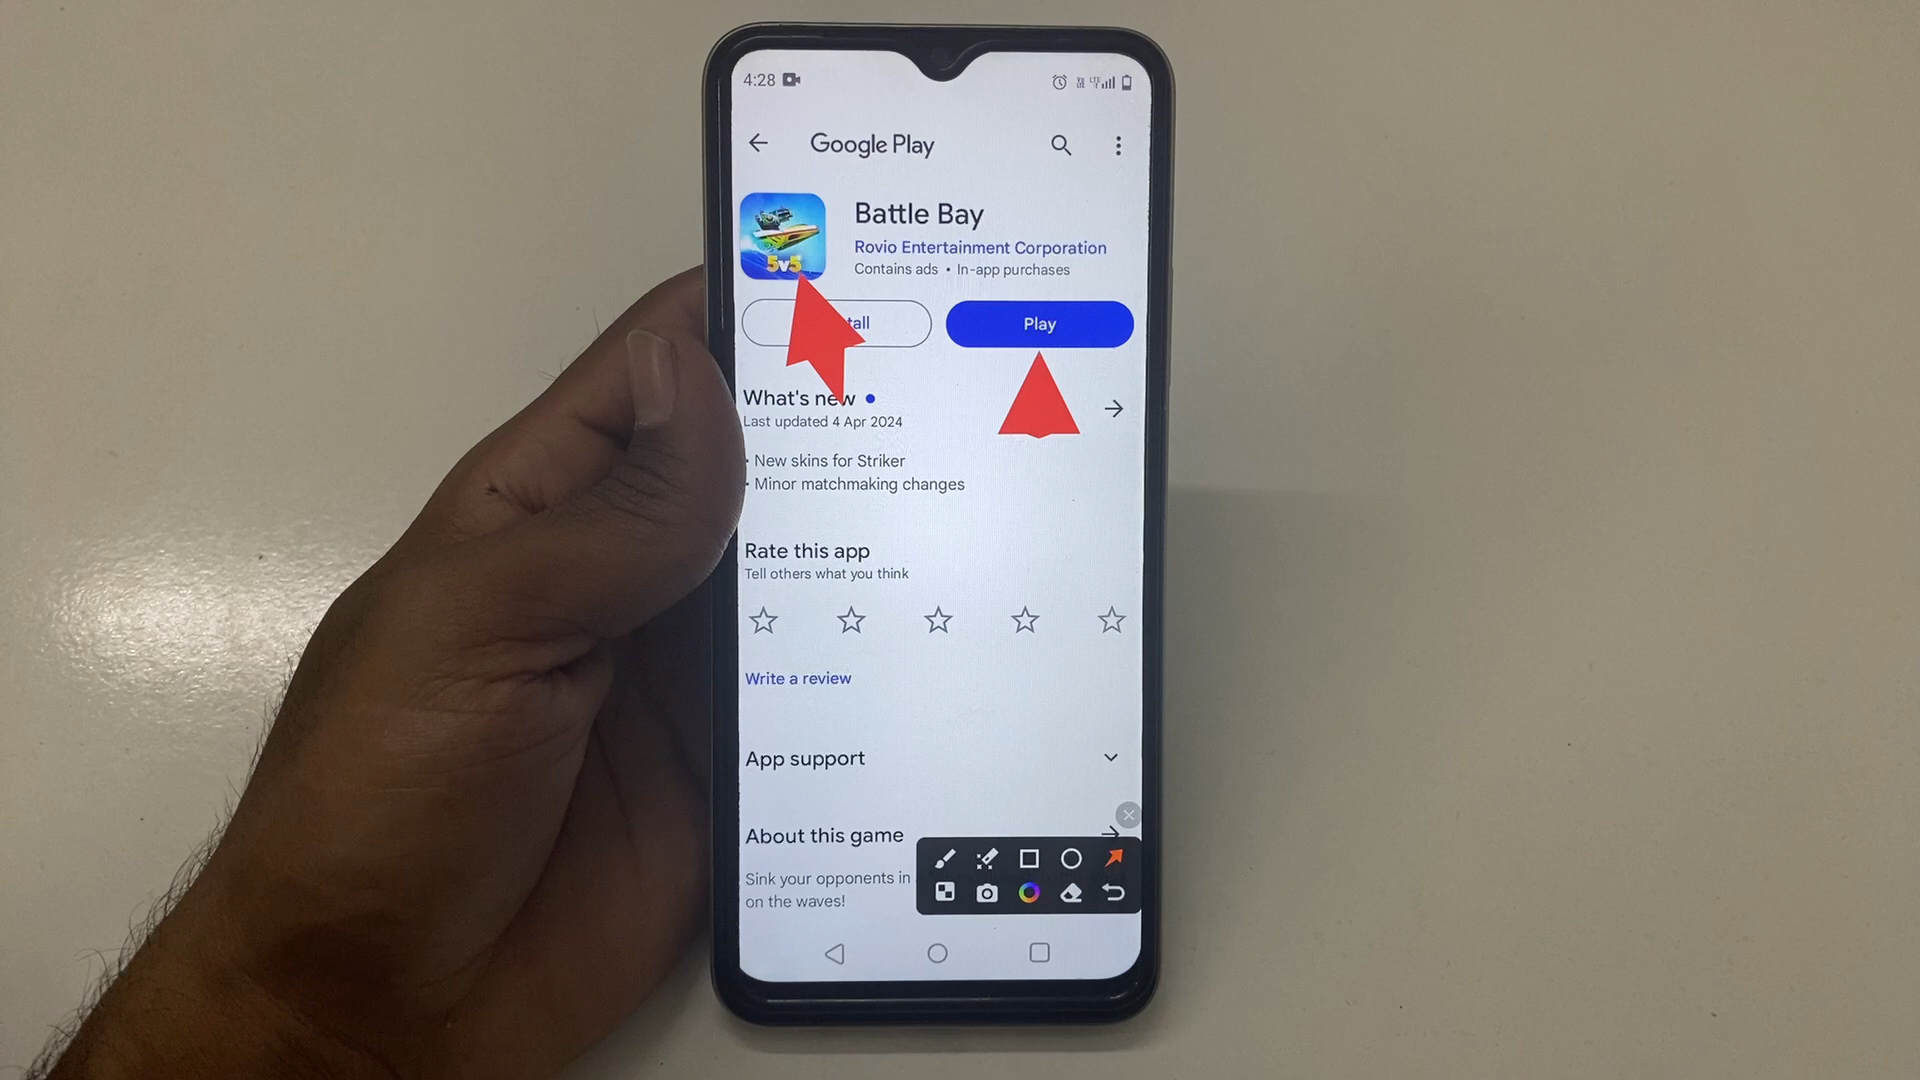 4:28
Google Play
Battle Bay
Rovio Entertainment Corporation
Contains ads • In-app purchases
5v5
tall
Play
What's new
Last updated 4 Apr 2024
• New skins for Striker
• Minor matchmaking changes
Rate this app
Tell others what you think
Write a review
App support
About this game
Sink your opponents in
on the waves!